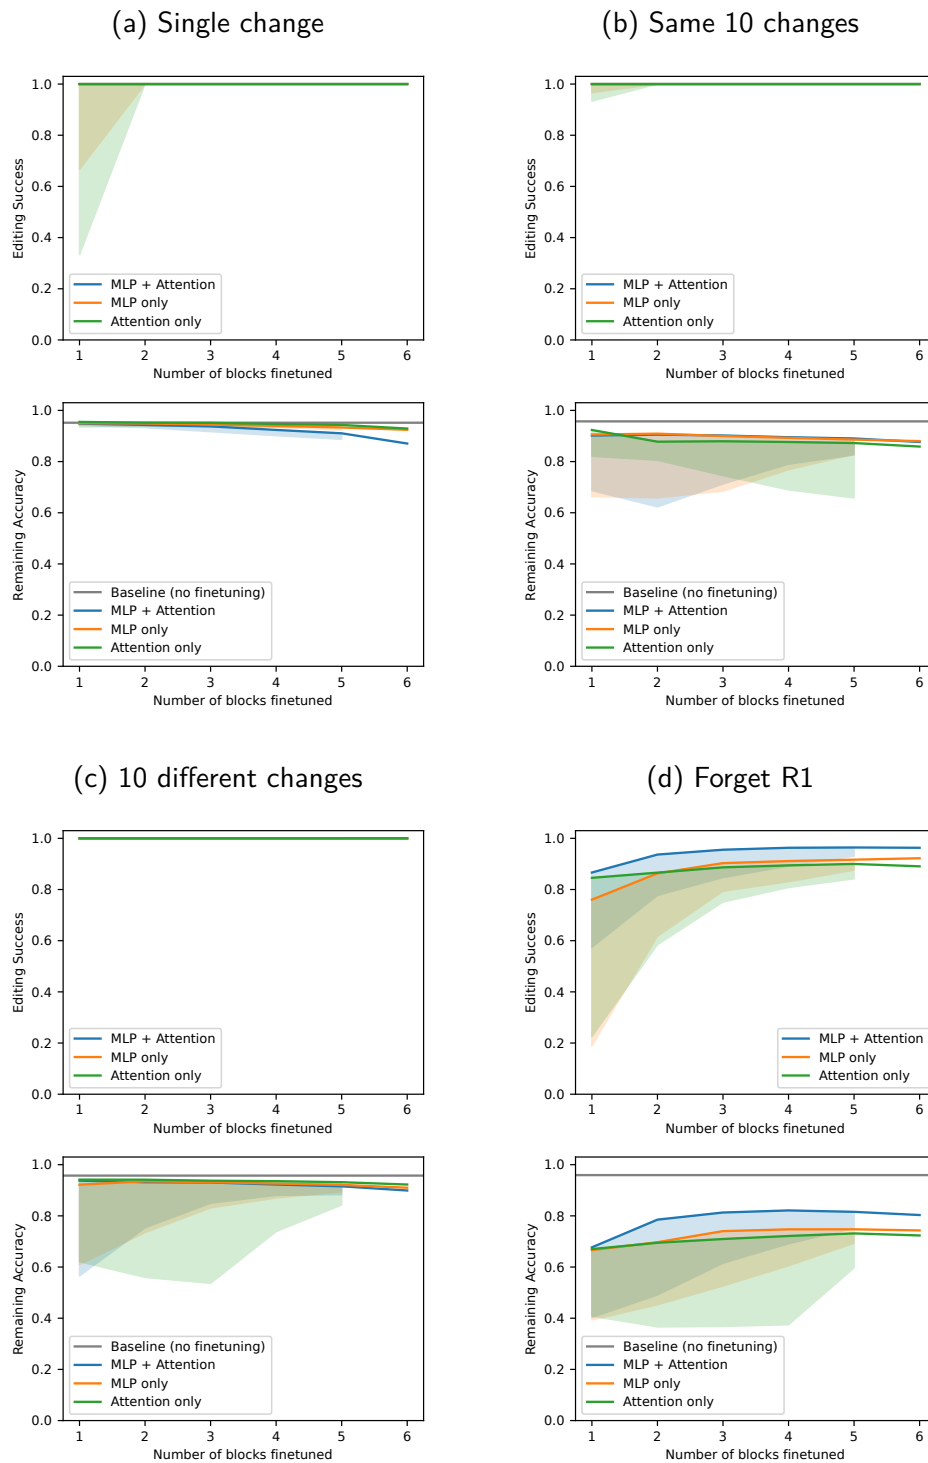 (a) Single change
1.0
0.8
0.6
0.4
0.2
0.0
Editing Success
MLP + Attention
MLP only
Attention only
1 2 3 4 5 6
Number of blocks finetuned
1.0
0.8
0.6
0.4
0.2
0.0
Remaining Accuracy
Baseline (no finetuning)
MLP + Attention
MLP only
Attention only
1 2 3 4 5 6
Number of blocks finetuned
(b) Same 10 changes
1.0
0.8
0.6
0.4
0.2
0.0
Editing Success
MLP + Attention
MLP only
Attention only
1 2 3 4 5 6
Number of blocks finetuned
1.0
0.8
0.6
0.4
0.2
0.0
Remaining Accuracy
Baseline (no finetuning)
MLP + Attention
MLP only
Attention only
1 2 3 4 5 6
Number of blocks finetuned
(c) 10 different changes
1.0
0.8
0.6
0.4
0.2
0.0
Editing Success
MLP + Attention
MLP only
Attention only
1 2 3 4 5 6
Number of blocks finetuned
1.0
0.8
0.6
0.4
0.2
0.0
Remaining Accuracy
Baseline (no finetuning)
MLP + Attention
MLP only
Attention only
1 2 3 4 5 6
Number of blocks finetuned
(d) Forget R1
1.0
0.8
0.6
0.4
0.2
0.0
Editing Success
MLP + Attention
MLP only
Attention only
1 2 3 4 5 6
Number of blocks finetuned
1.0
0.8
0.6
0.4
0.2
0.0
Remaining Accuracy
Baseline (no finetuning)
MLP + Attention
MLP only
Attention only
1 2 3 4 5 6
Number of blocks finetuned